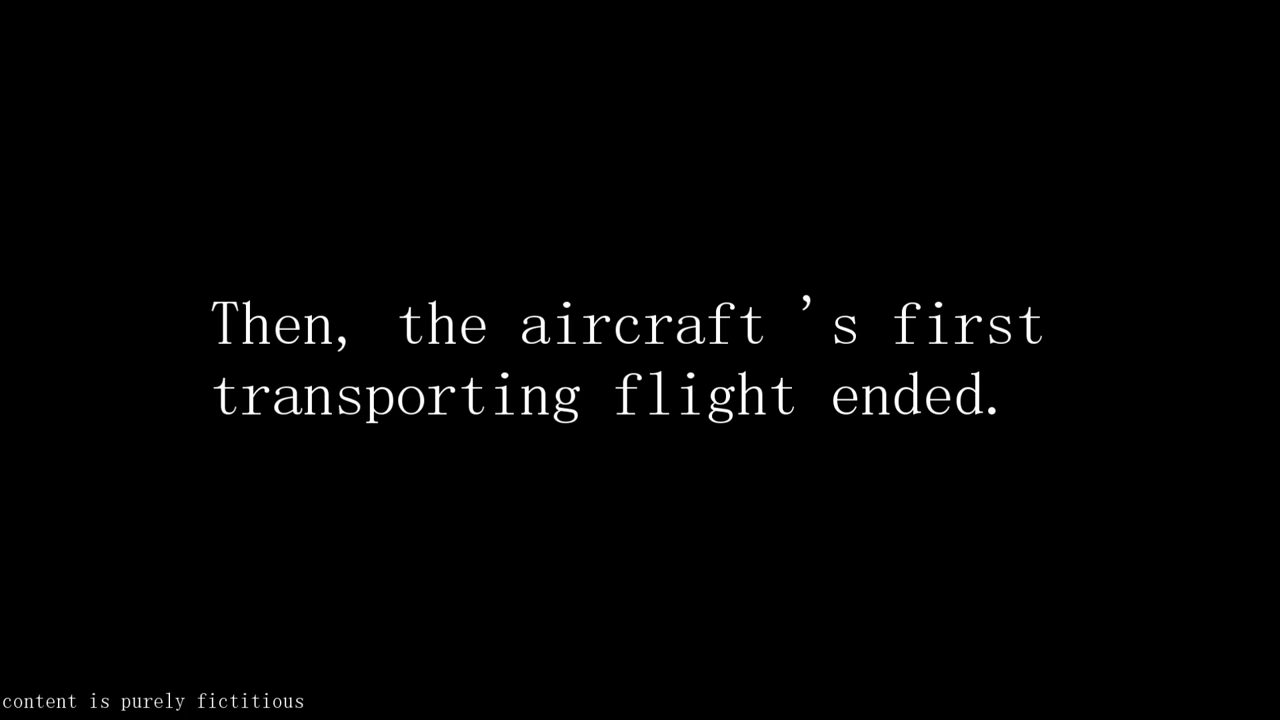 Then, the aircraft 's first
transporting flight ended.
content is purely fictitious